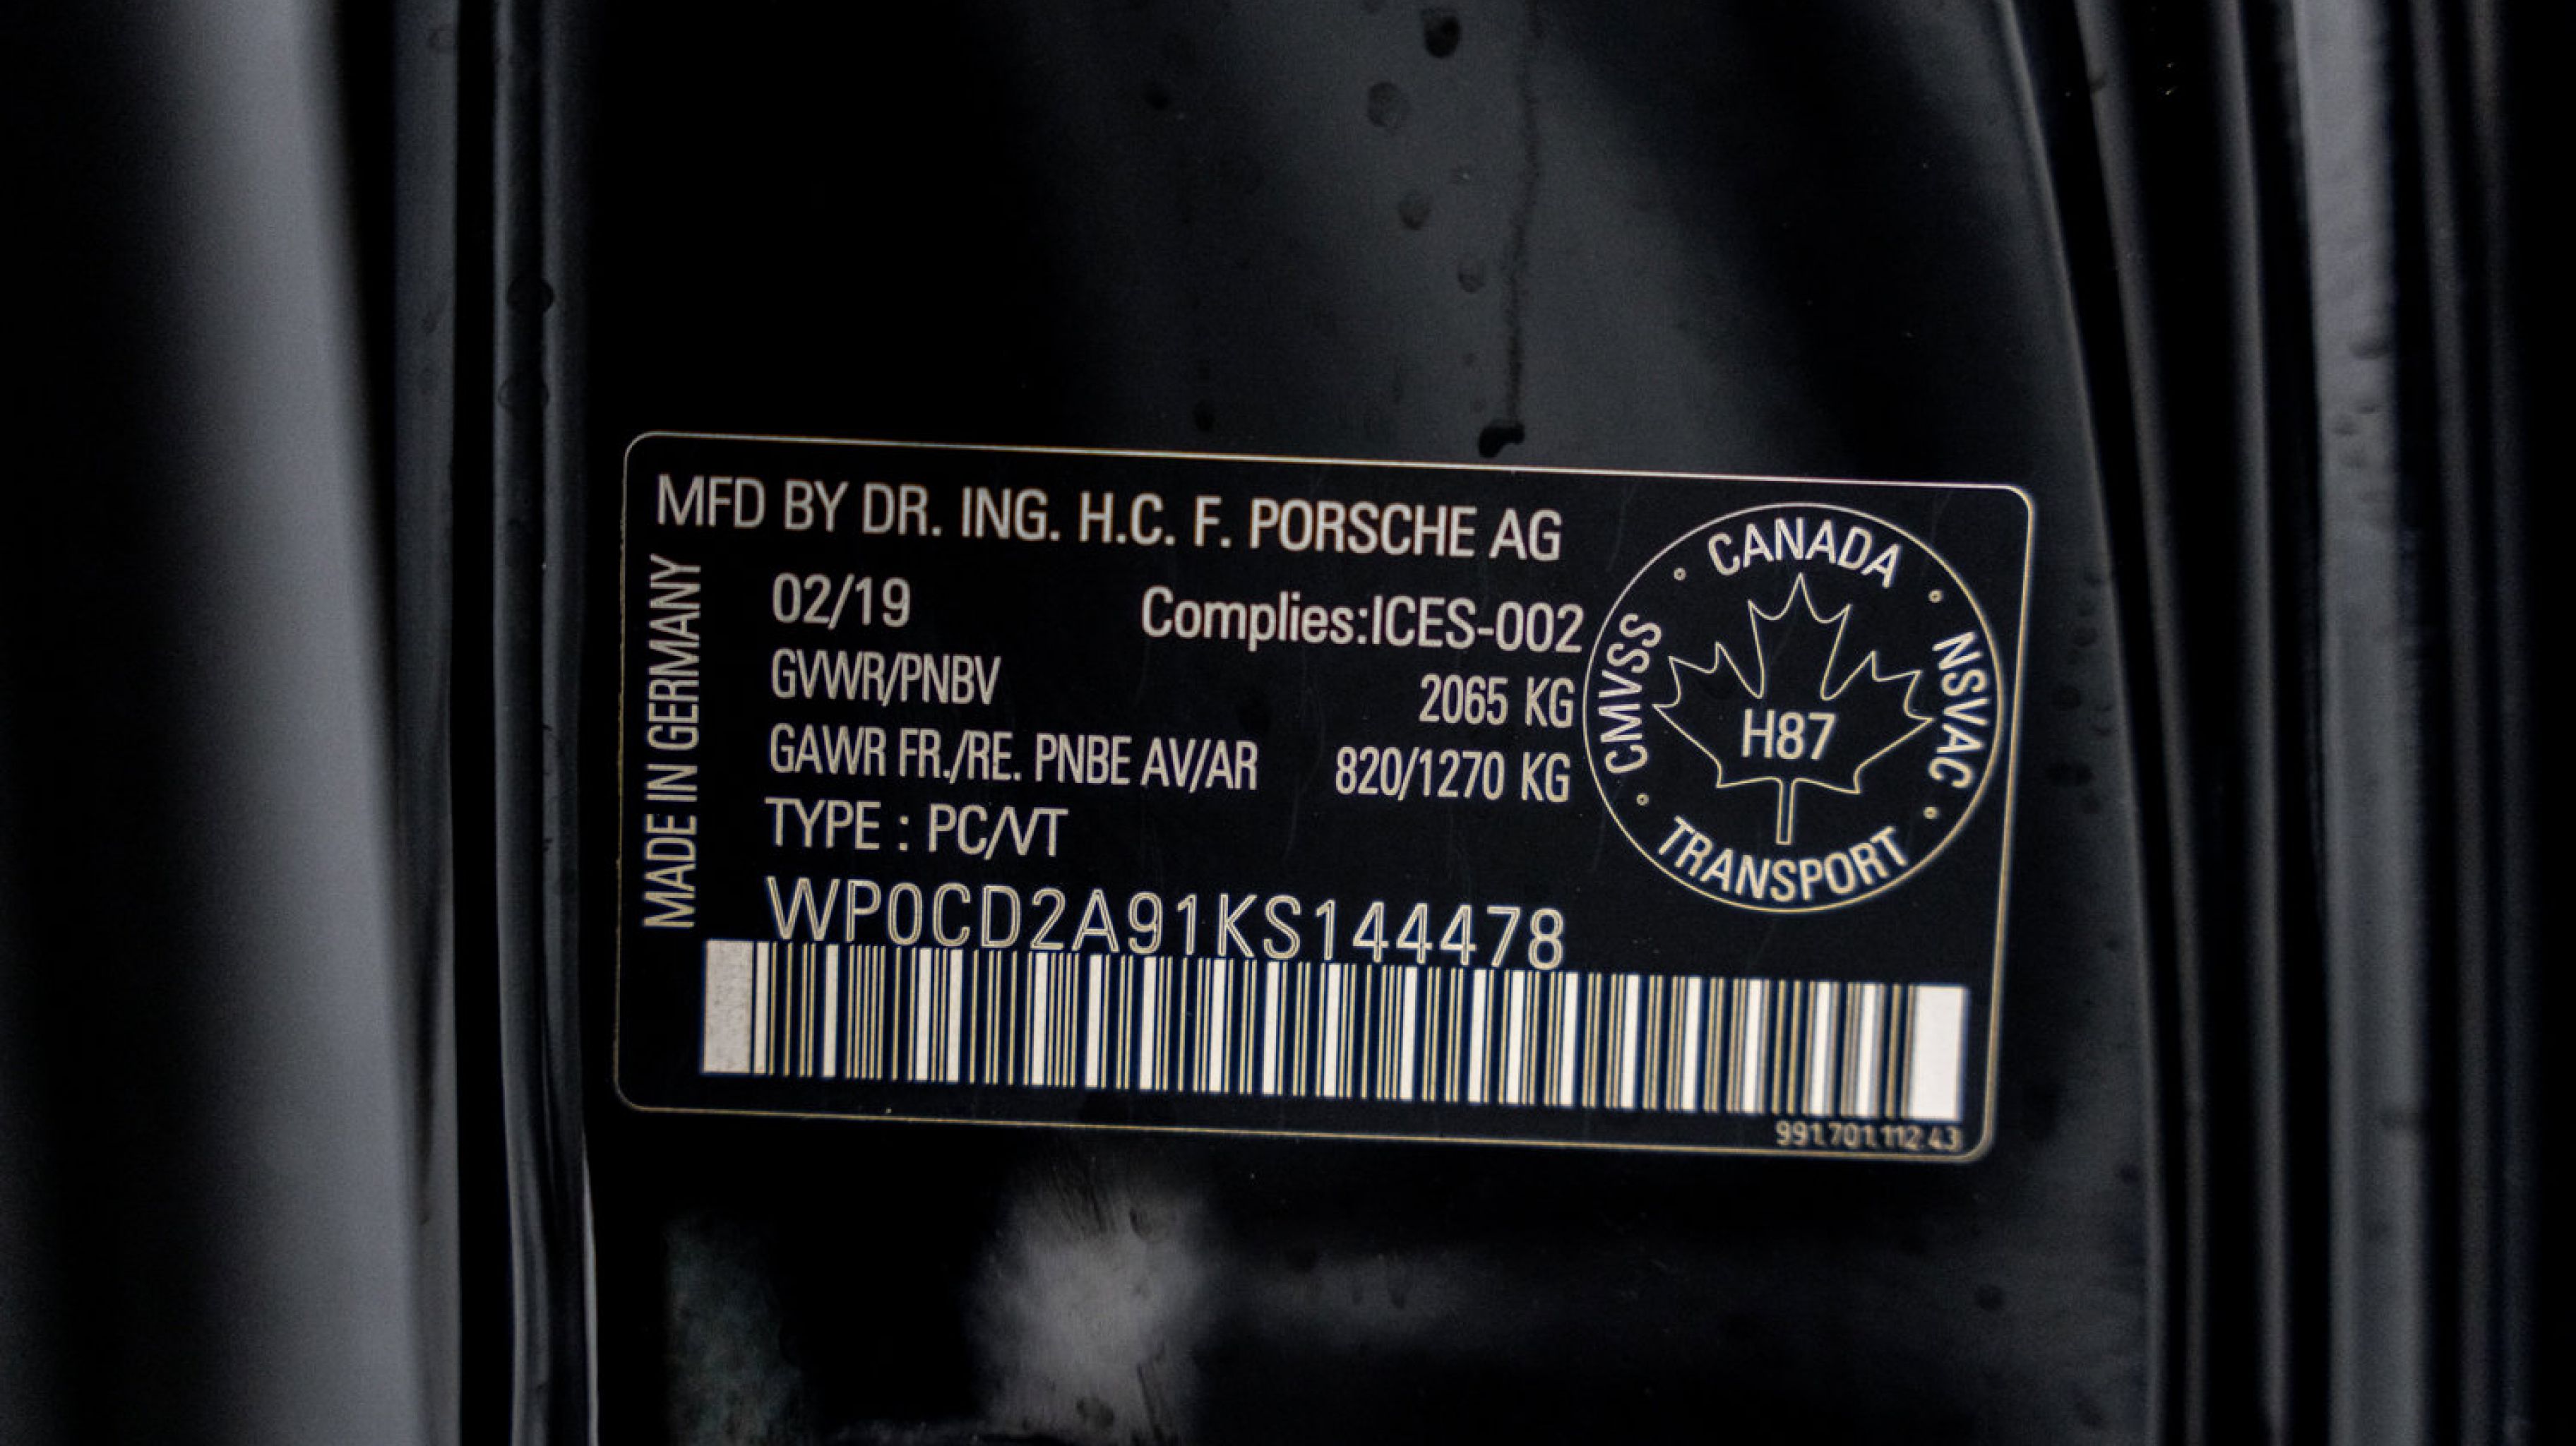 MFD BY DR. ING. H.C. F. PORSCHE AG
MADE IN GERMANY
02/19 Complies:ICES-002
GVWR/PNBV 2065 KG
GAWR FR./RE. PNBE AV/AR 820/1270 KG
TYPE : PC/VT
WP0CD2A91KS144478
CANADA
NSVAC
TRANSPORT
CMVSS
H87
991.701.112.43